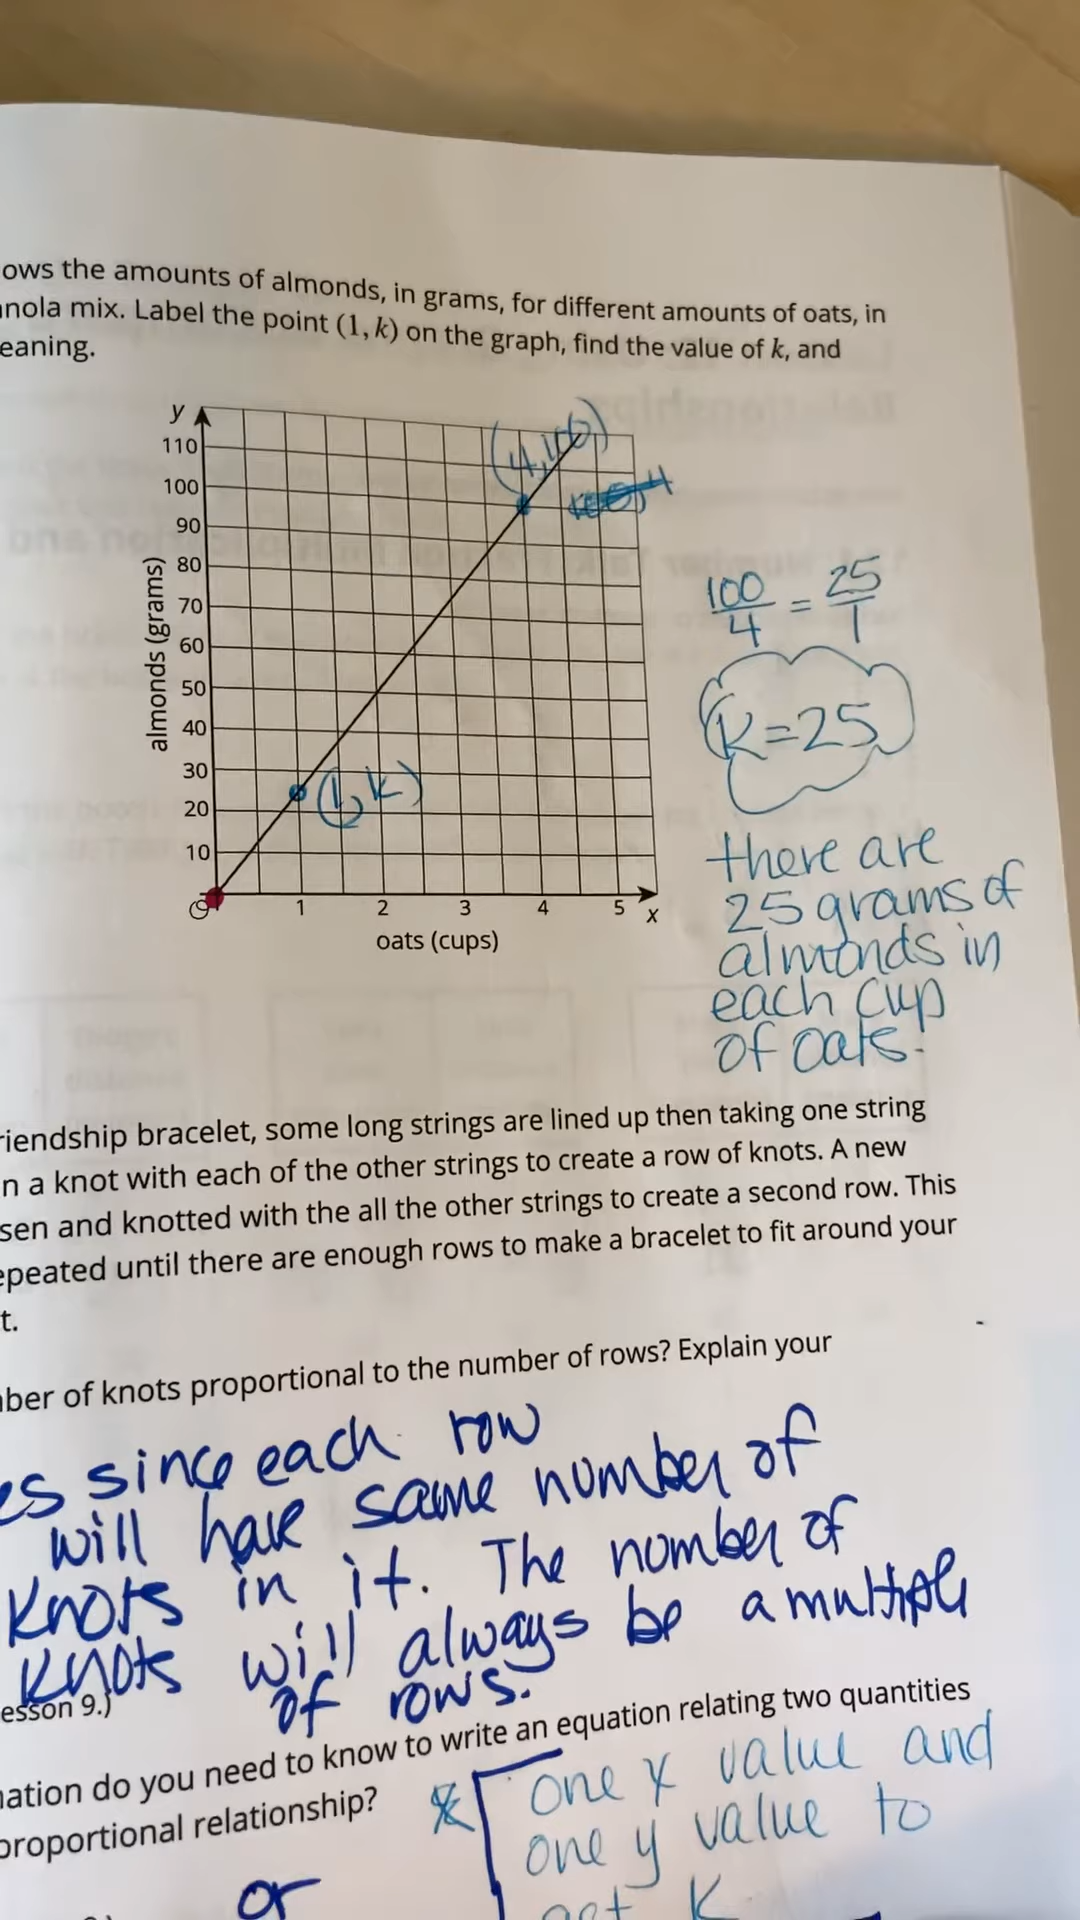 ows the amounts of almonds, in grams, for different amounts of oats, in
nola mix. Label the point (1, k) on the graph, find the value of k, and
eaning.
y
110
100
90
80
70
60
50
40
30
20
10
almonds (grams)
(4,100)
(1, k)
1 2 3 4 5 x
oats (cups)
100/4 = 25/1
K=25
there are
25 grams of
almonds in
each cup
of oats.
riendship bracelet, some long strings are lined up then taking one string
n a knot with each of the other strings to create a row of knots. A new
sen and knotted with the all the other strings to create a second row. This
epeated until there are enough rows to make a bracelet to fit around your
t.
ber of knots proportional to the number of rows? Explain your
es since each row
will have same number of
knots in it. The number of
knots will always be a multiple
of rows.
esson 9.)
nation do you need to know to write an equation relating two quantities
proportional relationship?
one x value and
one y value to
get K
or